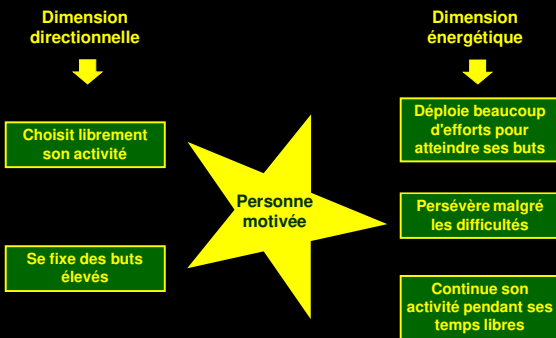 Dimension
directionnelle
Choisit librement
son activité
Se fixe des buts
élevés
Personne
motivée
Dimension
énergétique
Déploie beaucoup
d'efforts pour
atteindre ses buts
Persévère malgré
les difficultés
Continue son
activité pendant ses
temps libres